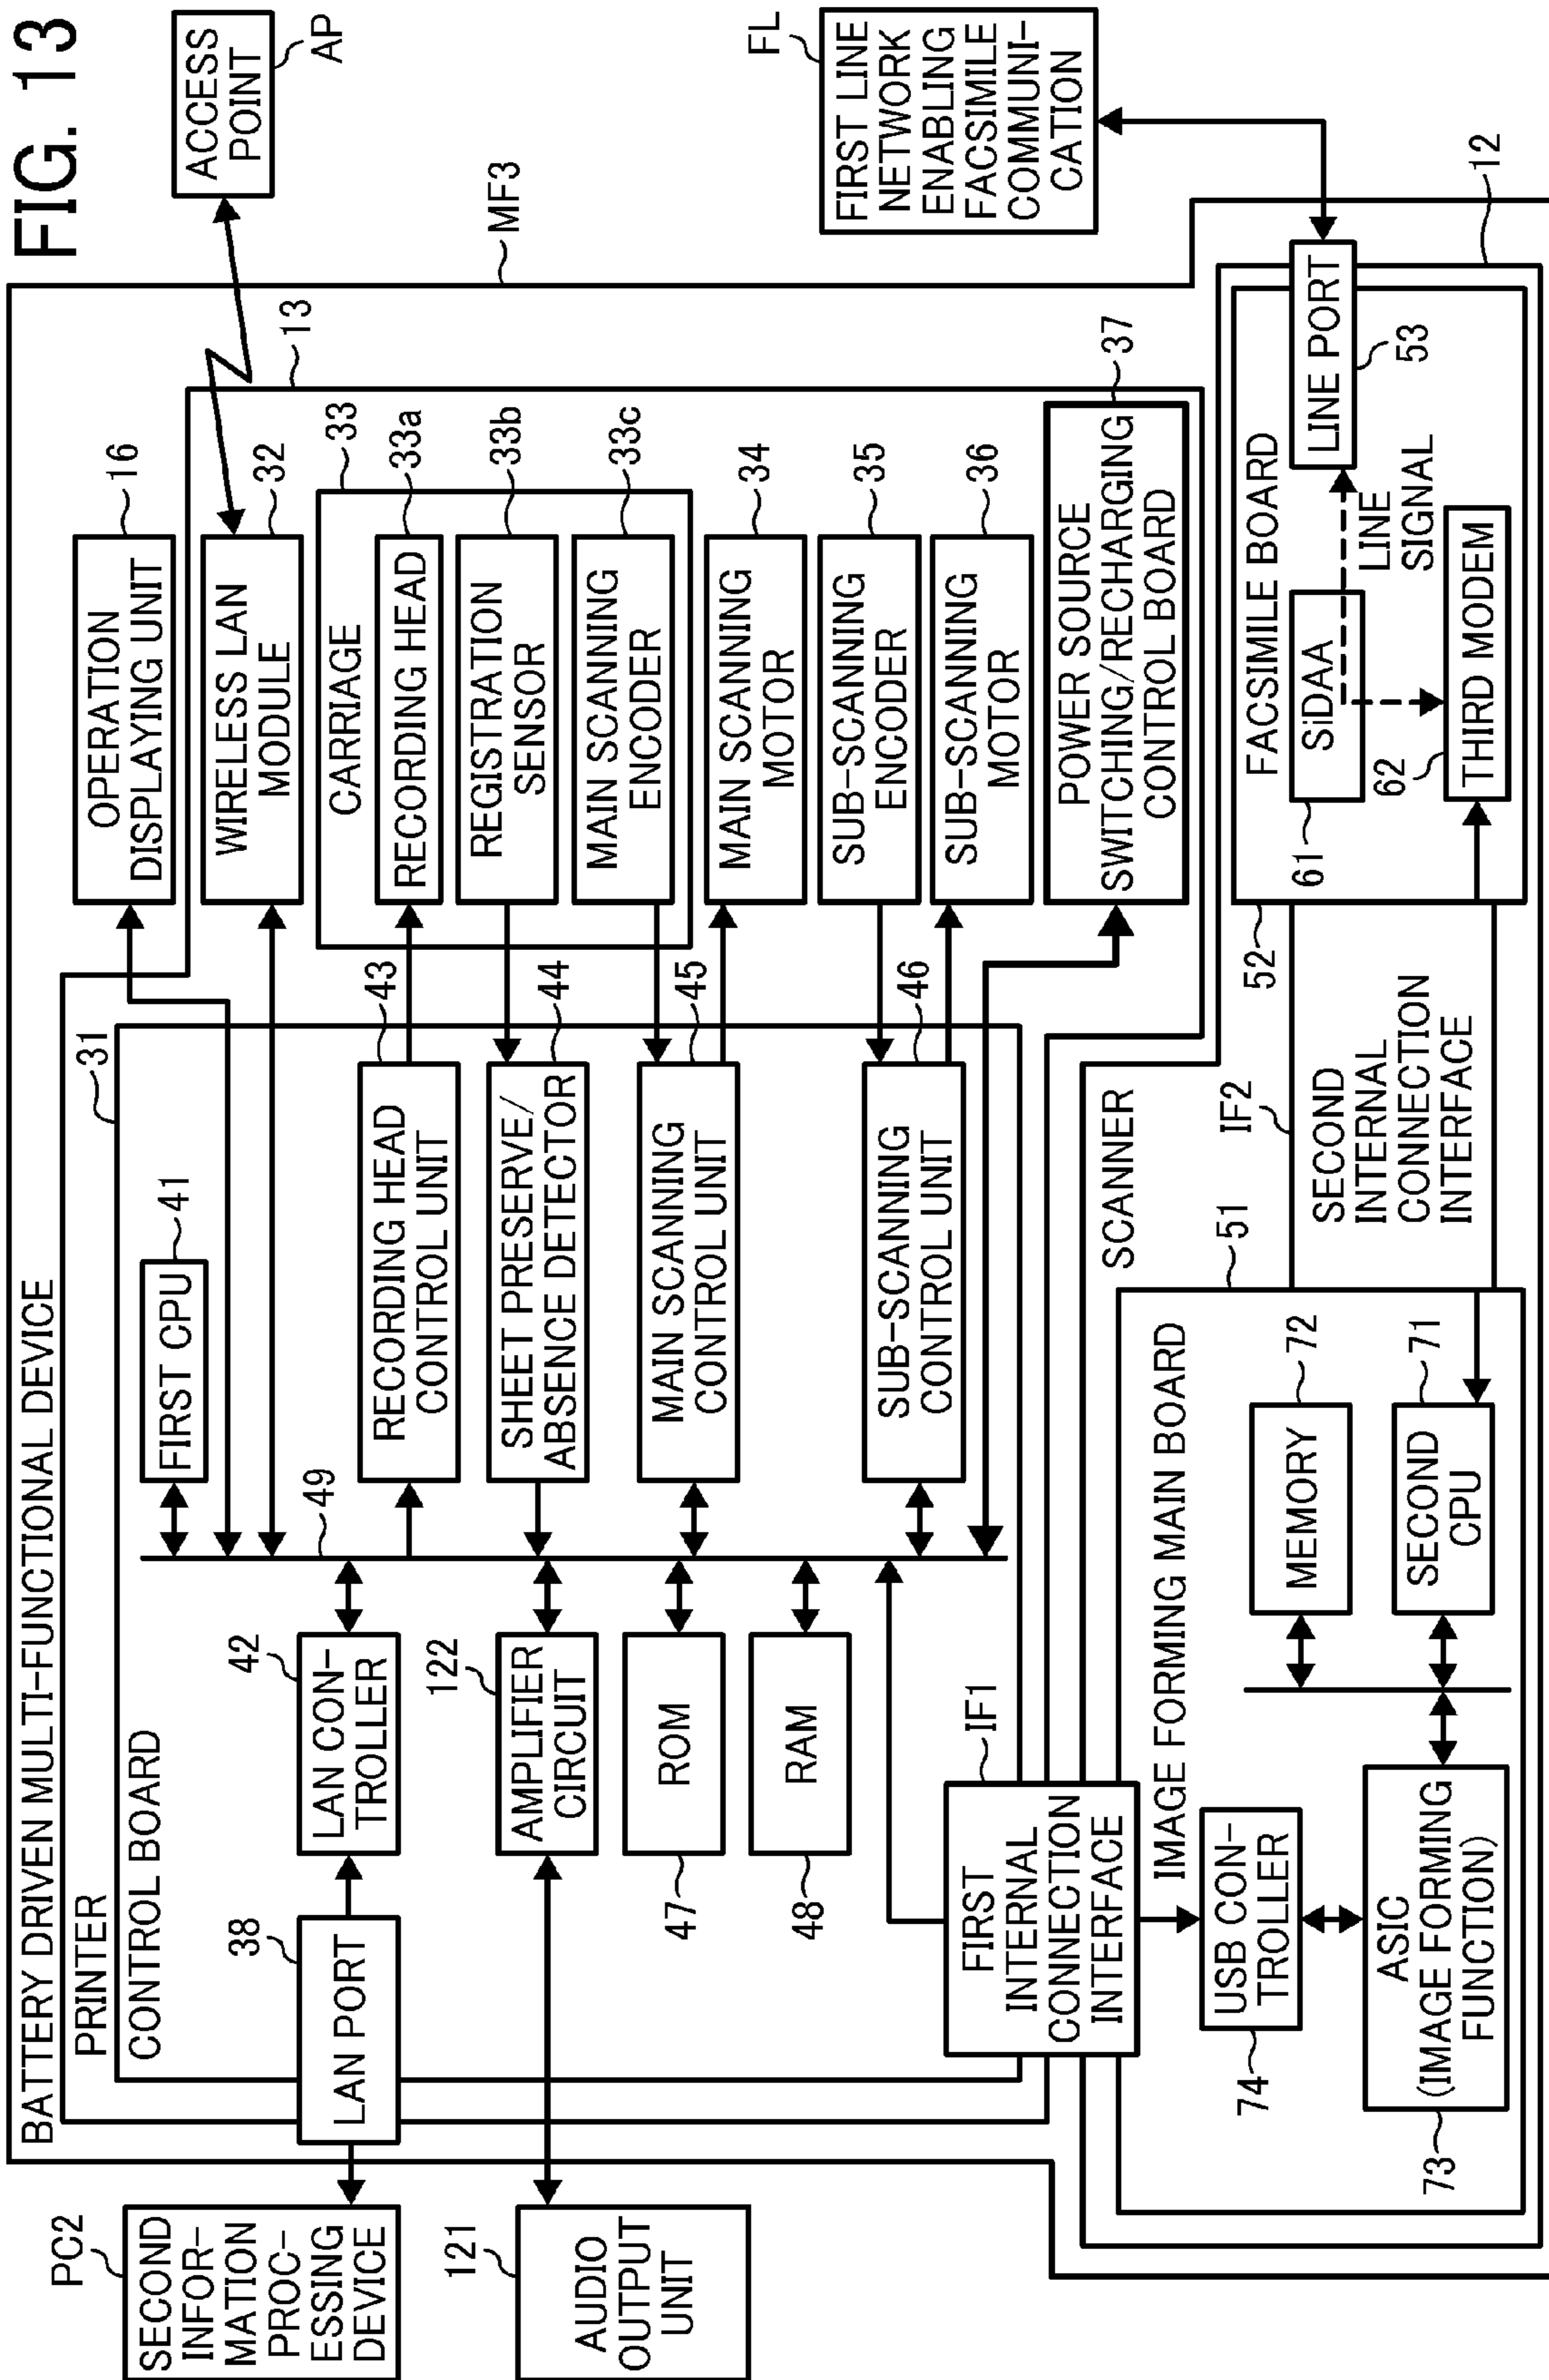 FIG. 13
BATTERY DRIVEN MULTI-FUNCTIONAL DEVICE
MF3
PRINTER
13
CONTROL BOARD
31
PC2
SECOND
INFOR-
MATION
PROC-
ESSING
DEVICE
38
LAN PORT
42
LAN CON-
TROLLER
121
AUDIO
OUTPUT
UNIT
122
AMPLIFIER
CIRCUIT
ROM
47
RAM
48
49
FIRST CPU
41
RECORDING HEAD
CONTROL UNIT
43
SHEET PRESERVE/
ABSENCE DETECTOR
44
MAIN SCANNING
CONTROL UNIT
45
SUB-SCANNING
CONTROL UNIT
46
OPERATION
DISPLAYING UNIT
16
WIRELESS LAN
MODULE
32
ACCESS
POINT
AP
CARRIAGE
33
RECORDING HEAD
33a
REGISTRATION
SENSOR
33b
MAIN SCANNING
ENCODER
33c
MAIN SCANNING
MOTOR
34
SUB-SCANNING
ENCODER
35
SUB-SCANNING
MOTOR
36
POWER SOURCE
SWITCHING/RECHARGING
CONTROL BOARD
37
FIRST
INTERNAL
CONNECTION
INTERFACE
IF1
SCANNER
12
IMAGE FORMING MAIN BOARD
51
USB CON-
TROLLER
74
ASIC
(IMAGE FORMING
FUNCTION)
73
MEMORY
72
SECOND
CPU
71
IF2
SECOND
INTERNAL
CONNECTION
INTERFACE
52
FACSIMILE BOARD
SiDAA
61
62
THIRD MODEM
LINE
SIGNAL
LINE PORT
53
FL
FIRST LINE
NETWORK
ENABLING
FACSIMILE
COMMUNI-
CATION